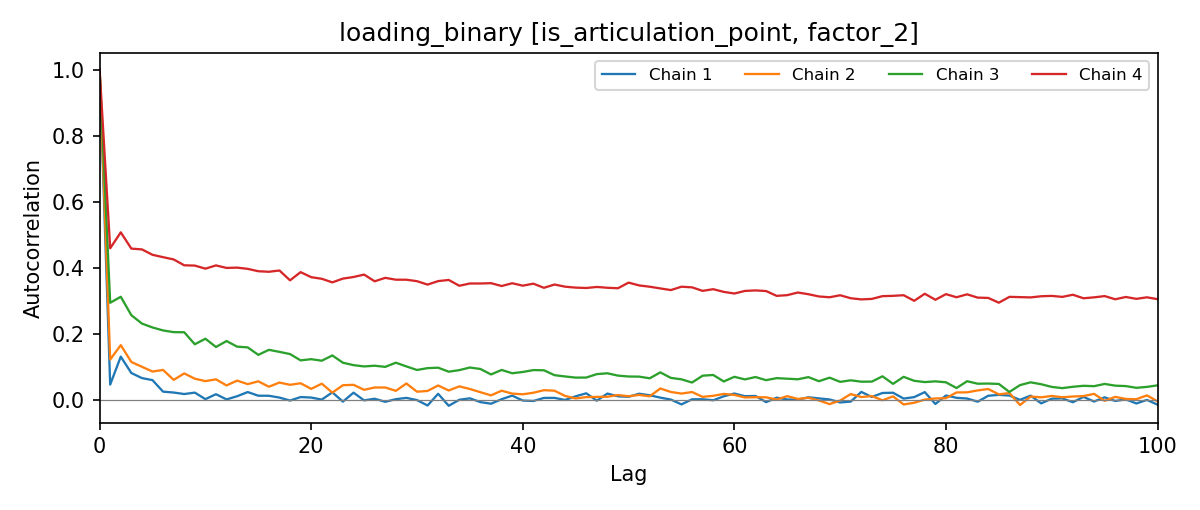 loading_binary [is_articulation_point, factor_2]
Chain 1 Chain 2 Chain 3 Chain 4
Autocorrelation
1.0
0.8
0.6
0.4
0.2
0.0
0 20 40 60 80 100
Lag